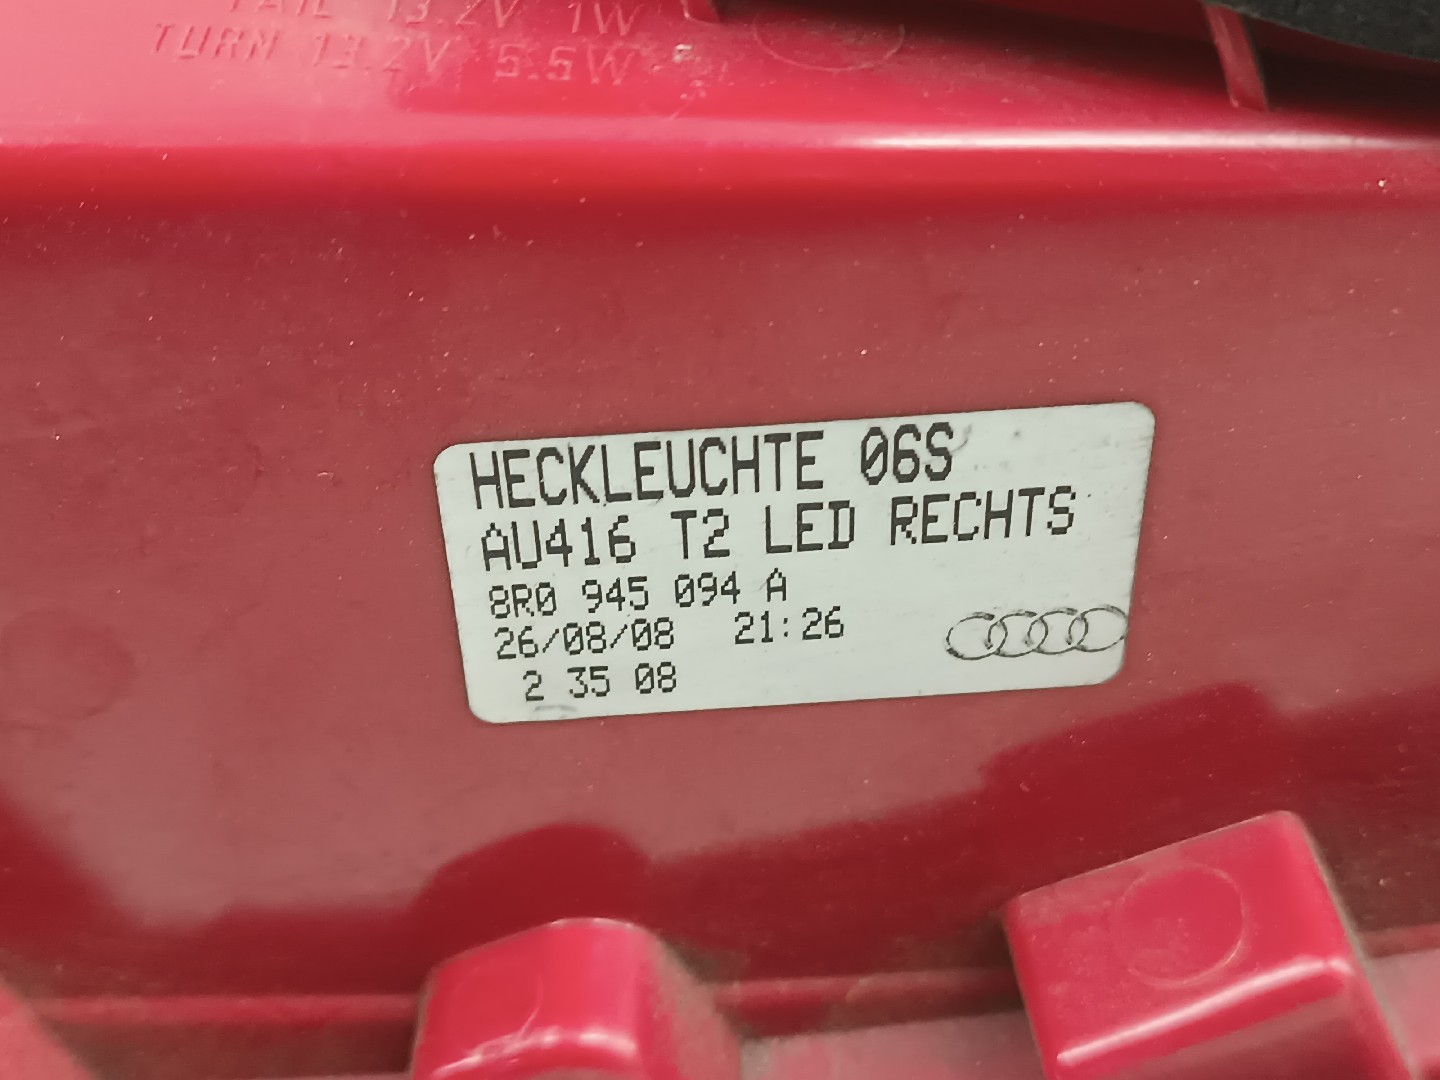 TAIL 13.2V 1W
TURN 13.2V 5.5W
HECKLEUCHTE 06S
AU416 T2 LED RECHTS
8R0 945 094 A
26/08/08 21:26
2 35 08